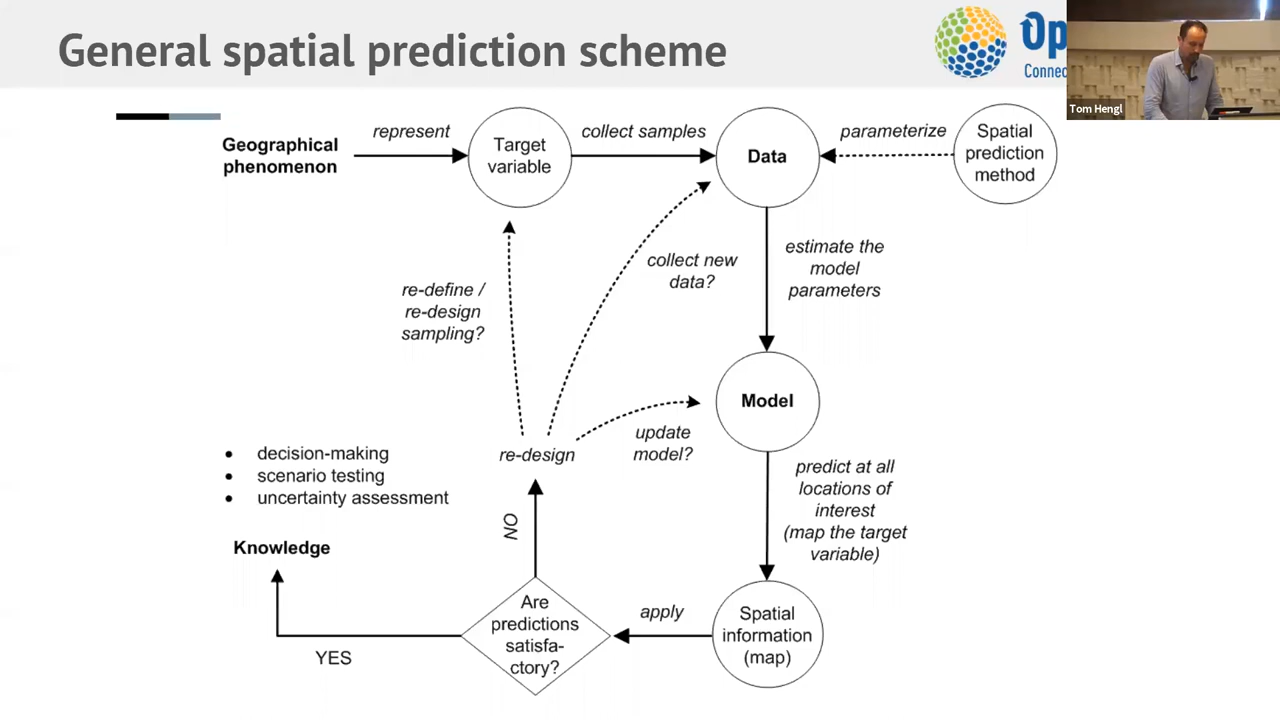 General spatial prediction scheme
Op
Connec
Tom Hengl
Geographical
phenomenon
represent
Target
variable
collect samples
Data
parameterize
Spatial
prediction
method
estimate the
model
parameters
collect new
data?
re-define /
re-design
sampling?
Model
update
model?
re-design
• decision-making
• scenario testing
• uncertainty assessment
predict at all
locations of
interest
(map the target
variable)
NO
Knowledge
Are
predictions
satisfa-
ctory?
apply
Spatial
information
(map)
YES